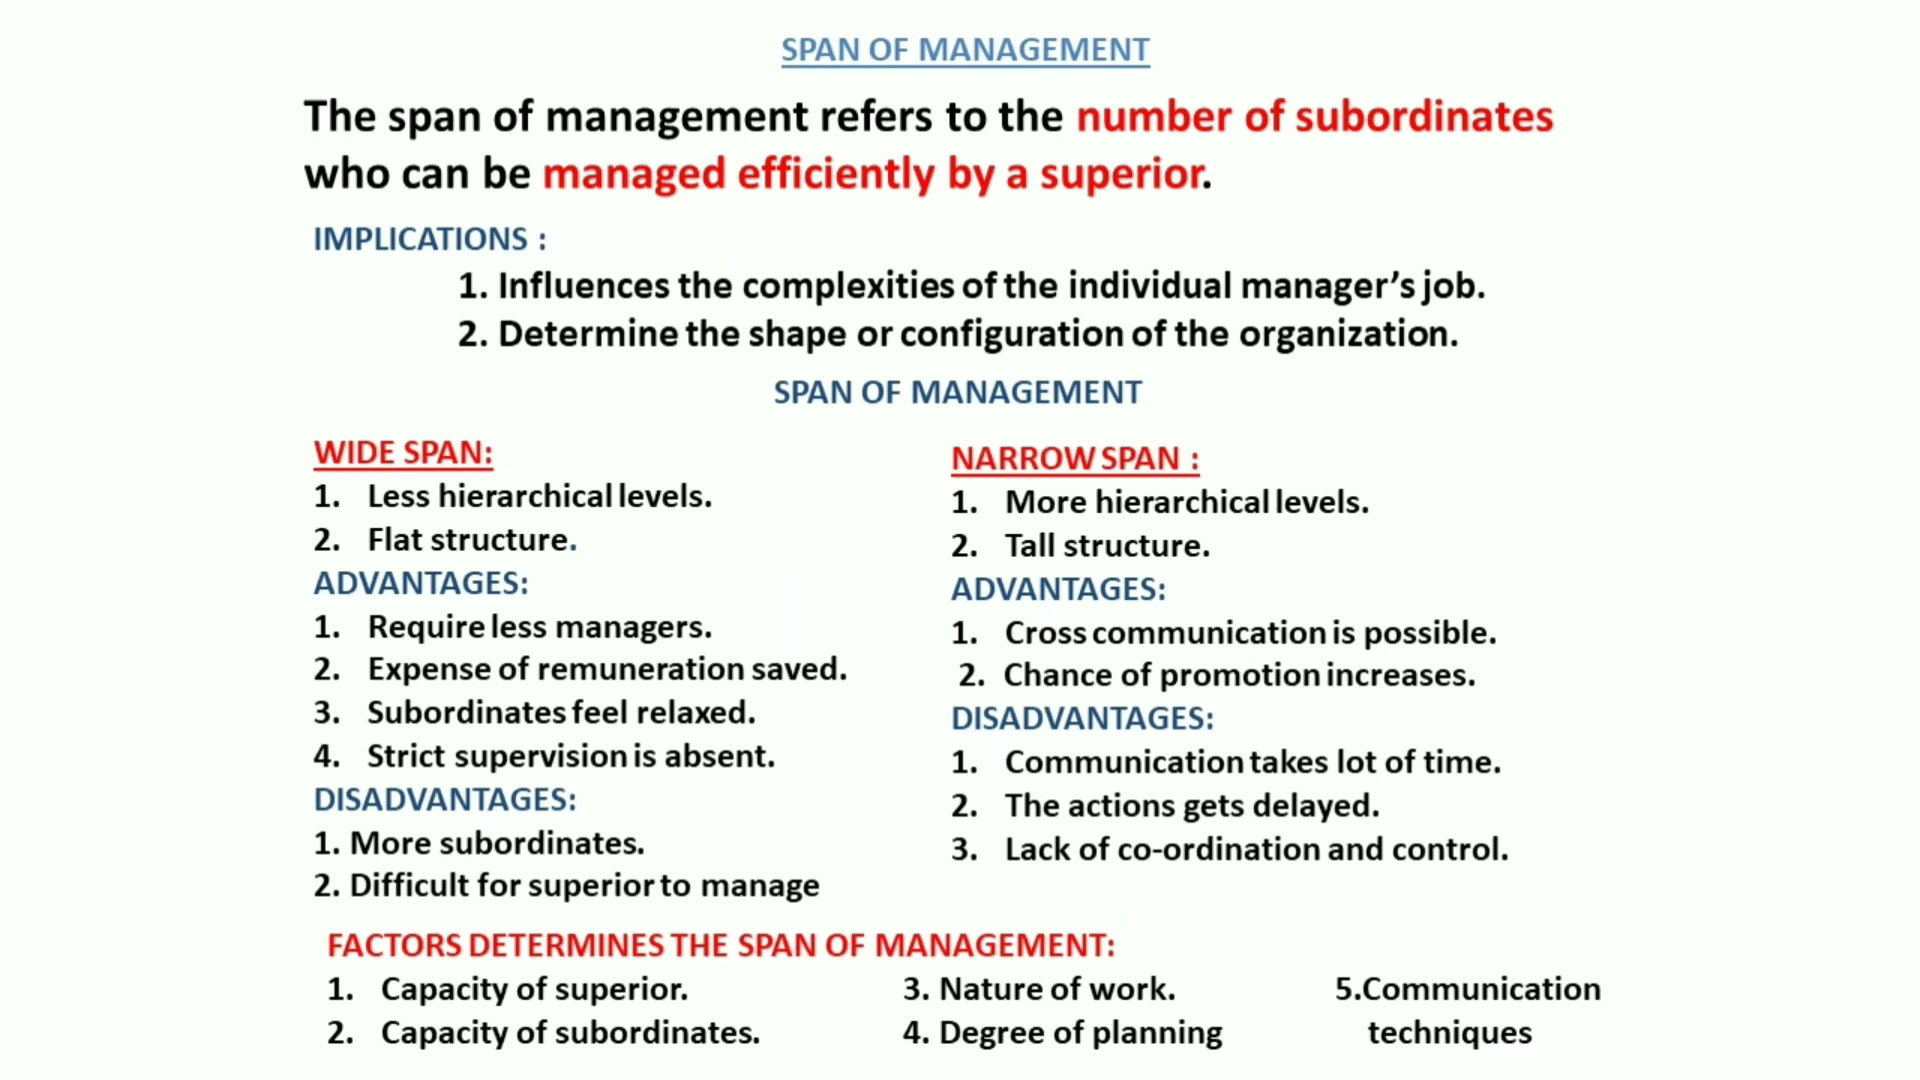 SPAN OF MANAGEMENT
The span of management refers to the number of subordinates
who can be managed efficiently by a superior.
IMPLICATIONS :
1. Influences the complexities of the individual manager's job.
2. Determine the shape or configuration of the organization.
SPAN OF MANAGEMENT
WIDE SPAN:
1. Less hierarchical levels.
2. Flat structure.
ADVANTAGES:
1. Require less managers.
2. Expense of remuneration saved.
3. Subordinates feel relaxed.
4. Strict supervision is absent.
DISADVANTAGES:
1. More subordinates.
2. Difficult for superior to manage
NARROW SPAN :
1. More hierarchical levels.
2. Tall structure.
ADVANTAGES:
1. Cross communication is possible.
2. Chance of promotion increases.
DISADVANTAGES:
1. Communication takes lot of time.
2. The actions gets delayed.
3. Lack of co-ordination and control.
FACTORS DETERMINES THE SPAN OF MANAGEMENT:
1. Capacity of superior.
2. Capacity of subordinates.
3. Nature of work.
4. Degree of planning
5.Communication
techniques